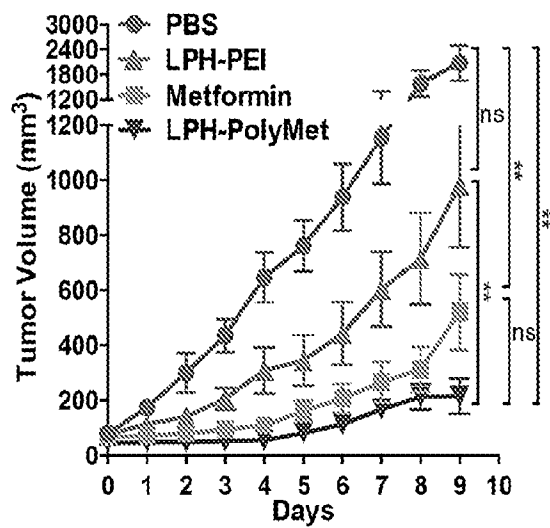 3000
2400
1800
1200
1200
1000
800
600
400
200
0
Tumor Volume (mm³)
PBS
LPH-PEI
Metformin
LPH-PolyMet
ns
**
**
**
ns
0 1 2 3 4 5 6 7 8 9 10
Days